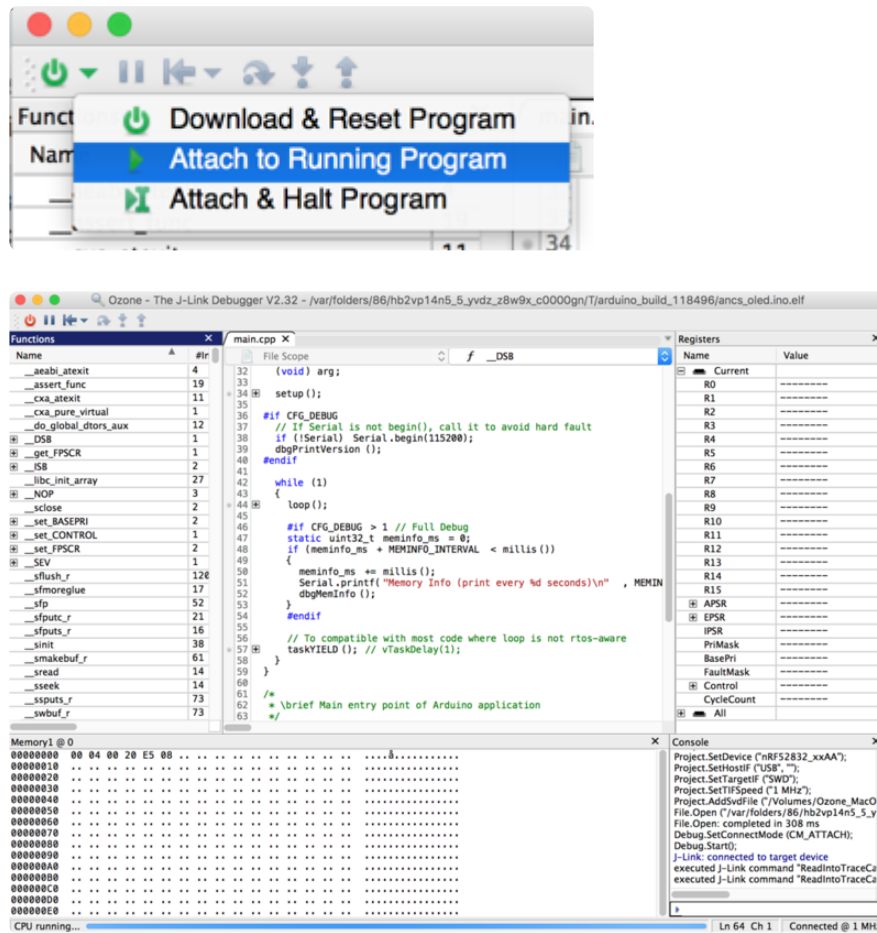 Funct
Download & Reset Program
in.
Nam
Attach to Running Program
Attach & Halt Program
34
11
Ozone - The J-Link Debugger V2.32 - /var/folders/86/hb2vp14n5_5_yvdz_z8w9x_c0000gn/T/arduino_build_118496/ancs_oled.ino.elf
Functions
Name #Ir
__aeabi_atexit 4
__assert_func 19
__cxa_atexit 11
__cxa_pure_virtual 1
__do_global_dtors_aux 12
__DSB 1
__get_FPSCR 1
__ISB 2
__libc_init_array 27
__NOP 3
__sclose 2
__set_BASEPRI 2
__set_CONTROL 1
__set_FPSCR 2
__SEV 1
__sflush_r 120
__sfmoreglue 17
__sfp 52
__sfputc_r 21
__sfputs_r 16
__sinit 38
__smakebuf_r 61
__sread 14
__sseek 14
__ssputs_r 73
__swbuf_r 73
main.cpp
File Scope f __DSB
32 (void) arg;
33
34 setup();
35
36 #if CFG_DEBUG
37 // If Serial is not begin(), call it to avoid hard fault
38 if (!Serial) Serial.begin(115200);
39 dbgPrintVersion ();
40 #endif
41
42 while (1)
43 {
44 loop();
45
46 #if CFG_DEBUG > 1 // Full Debug
47 static uint32_t meminfo_ms = 0;
48 if (meminfo_ms + MEMINFO_INTERVAL < millis())
49 {
50 meminfo_ms += millis();
51 Serial.printf("Memory Info (print every %d seconds)\n" , MEMIN
52 dbgMemInfo ();
53 }
54 #endif
55
56 // To compatible with most code where loop is not rtos-aware
57 taskYIELD (); // vTaskDelay(1);
58 }
59 }
60
61 /*
62 * \brief Main entry point of Arduino application
63 */
Registers
Name Value
Current
R0 --------
R1 --------
R2 --------
R3 --------
R4 --------
R5 --------
R6 --------
R7 --------
R8 --------
R9 --------
R10 --------
R11 --------
R12 --------
R13 --------
R14 --------
R15 --------
APSR --------
EPSR --------
IPSR --------
PriMask --------
BasePri --------
FaultMask --------
Control --------
CycleCount --------
All
Memory1 @ 0
00000000 00 04 00 20 E5 08 .. .. .. .. .. .. .. .. .. .. ... å...........
00000010 .. .. .. .. .. .. .. .. .. .. .. .. .. .. .. .. ................
00000020 .. .. .. .. .. .. .. .. .. .. .. .. .. .. .. .. ................
00000030 .. .. .. .. .. .. .. .. .. .. .. .. .. .. .. .. ................
00000040 .. .. .. .. .. .. .. .. .. .. .. .. .. .. .. .. ................
00000050 .. .. .. .. .. .. .. .. .. .. .. .. .. .. .. .. ................
00000060 .. .. .. .. .. .. .. .. .. .. .. .. .. .. .. .. ................
00000070 .. .. .. .. .. .. .. .. .. .. .. .. .. .. .. .. ................
00000080 .. .. .. .. .. .. .. .. .. .. .. .. .. .. .. .. ................
00000090 .. .. .. .. .. .. .. .. .. .. .. .. .. .. .. .. ................
000000A0 .. .. .. .. .. .. .. .. .. .. .. .. .. .. .. .. ................
000000B0 .. .. .. .. .. .. .. .. .. .. .. .. .. .. .. .. ................
000000C0 .. .. .. .. .. .. .. .. .. .. .. .. .. .. .. .. ................
000000D0 .. .. .. .. .. .. .. .. .. .. .. .. .. .. .. .. ................
000000E0 .. .. .. .. .. .. .. .. .. .. .. .. .. .. .. .. ................
Console
Project.SetDevice ("nRF52832_xxAA");
Project.SetHostIF ("USB", "");
Project.SetTargetIF ("SWD");
Project.SetTIFSpeed ("1 MHz");
Project.AddSvdFile ("/Volumes/Ozone_MacO
File.Open ("/var/folders/86/hb2vp14n5_5_y
File.Open: completed in 308 ms
Debug.SetConnectMode (CM_ATTACH);
Debug.Start();
J-Link: connected to target device
executed J-Link command "ReadIntoTraceCa
executed J-Link command "ReadIntoTraceCa
CPU running... Ln 64 Ch 1 Connected @ 1 MH